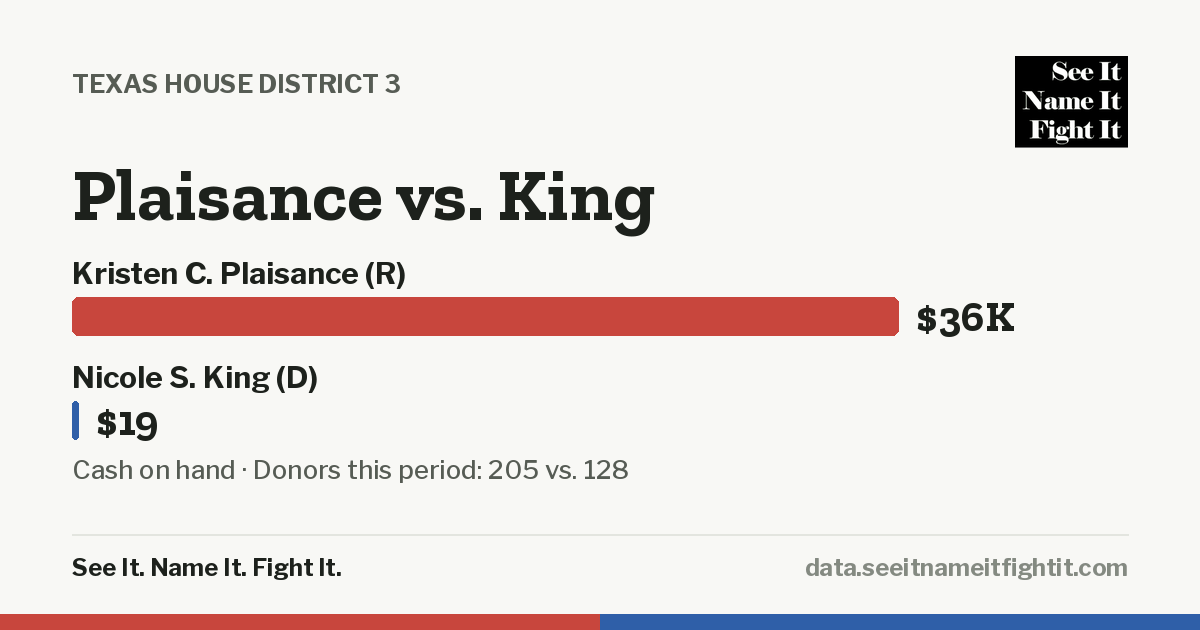 TEXAS HOUSE DISTRICT 3
See It
Name It
Fight It
Plaisance vs. King
Kristen C. Plaisance (R)
$36K
Nicole S. King (D)
$19
Cash on hand · Donors this period: 205 vs. 128
See It. Name It. Fight It.
data.seeitnameitfightit.com